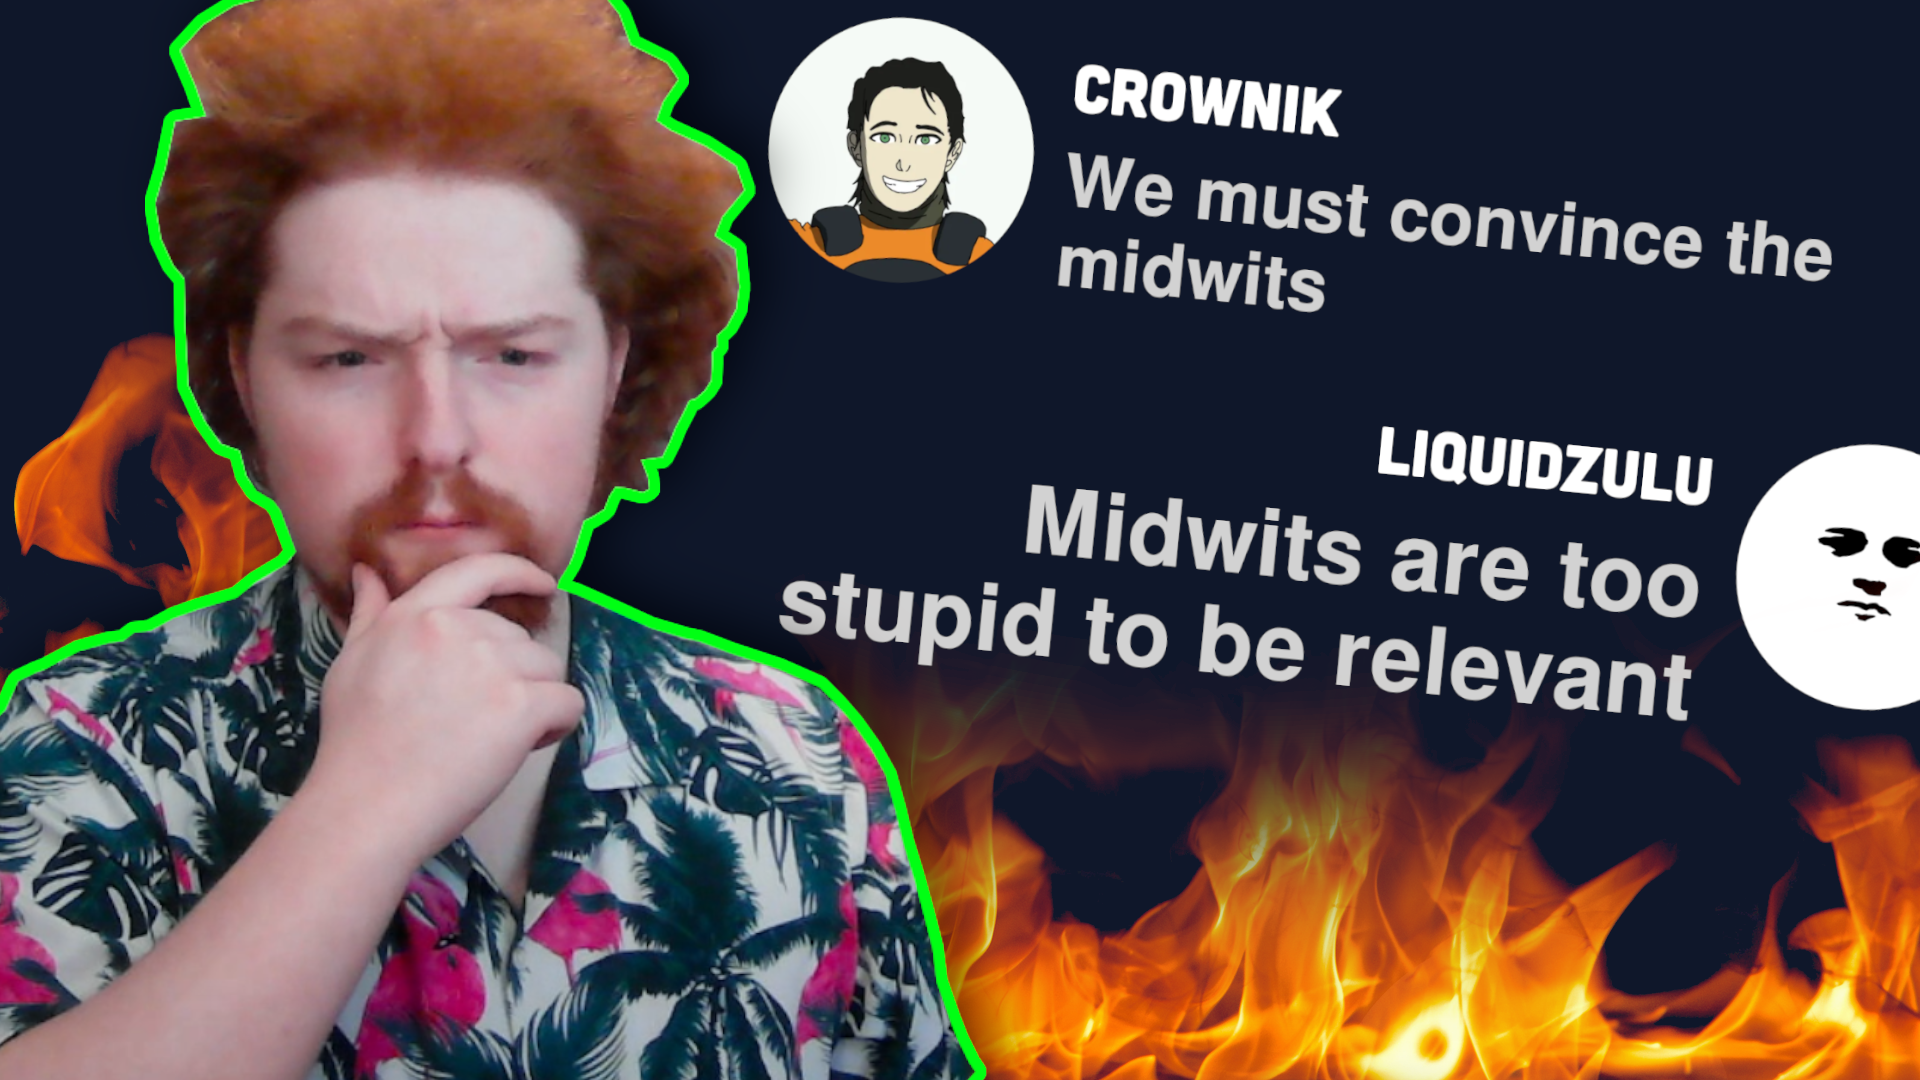 CROWNIK
We must convince the
midwits
LIQUIDZULU
Midwits are too
stupid to be relevant